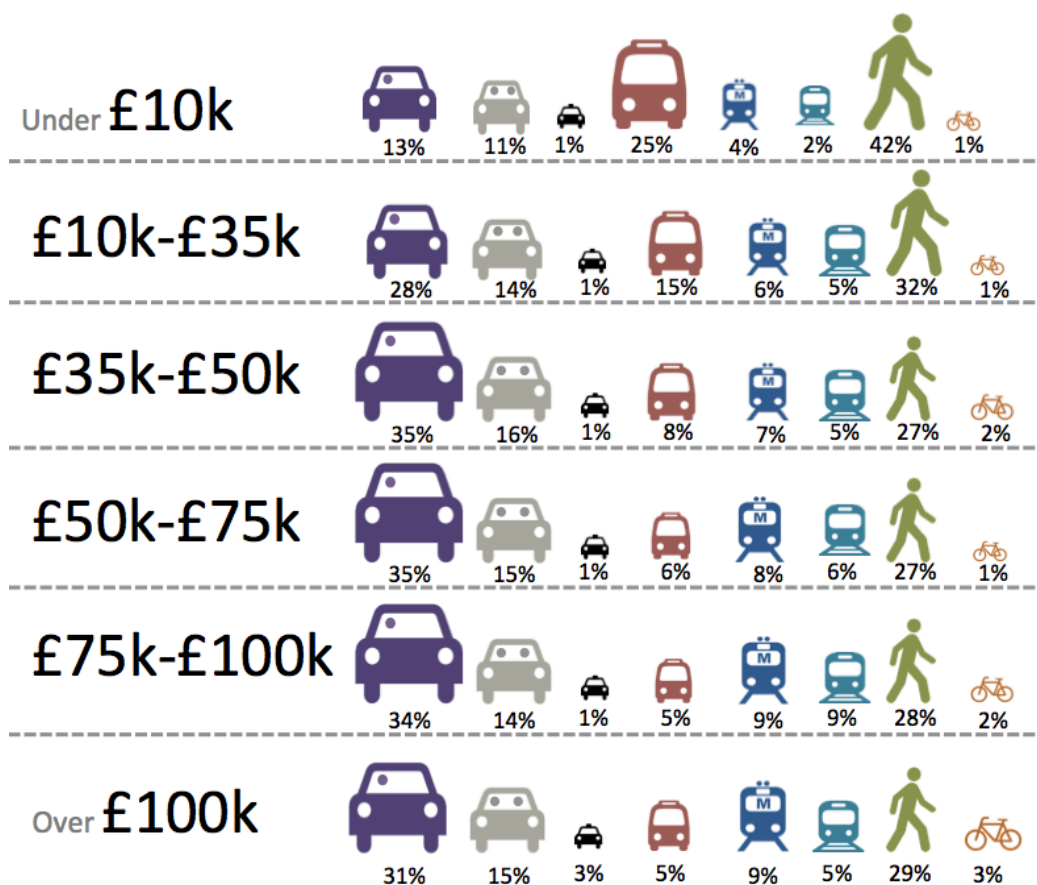 Under £10k
13% 11% 1% 25% M 4% 2% 42% 1%
£10k-£35k
28% 14% 1% 15% M 6% 5% 32% 1%
£35k-£50k
35% 16% 1% 8% M 7% 5% 27% 2%
£50k-£75k
35% 15% 1% 6% M 8% 6% 27% 1%
£75k-£100k
34% 14% 1% 5% M 9% 9% 28% 2%
Over £100k
31% 15% 3% 5% M 9% 5% 29% 3%